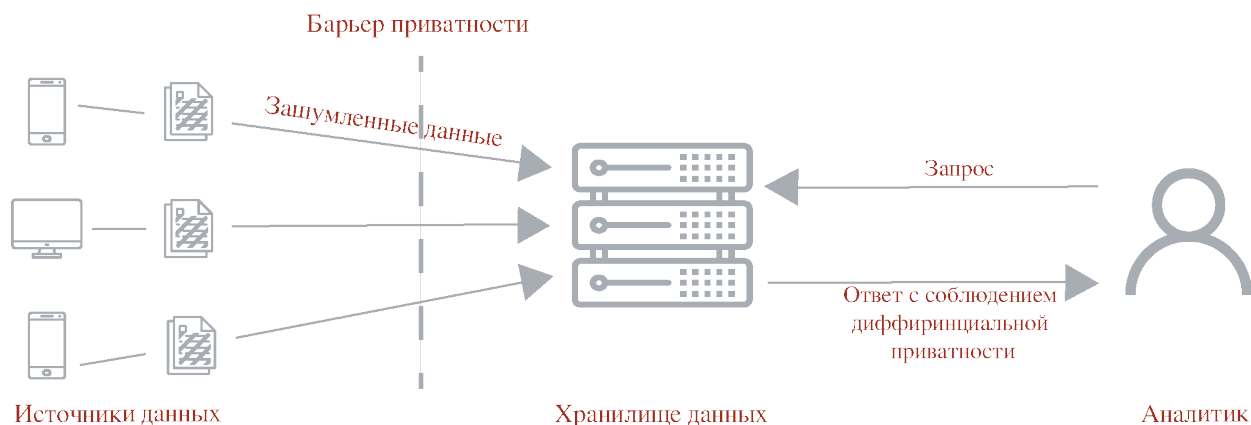 Барьер приватности
Зашумленные данные
Запрос
Ответ с соблюдением
диффиринциальной
приватности
Источники данных
Хранилище данных
Аналитик